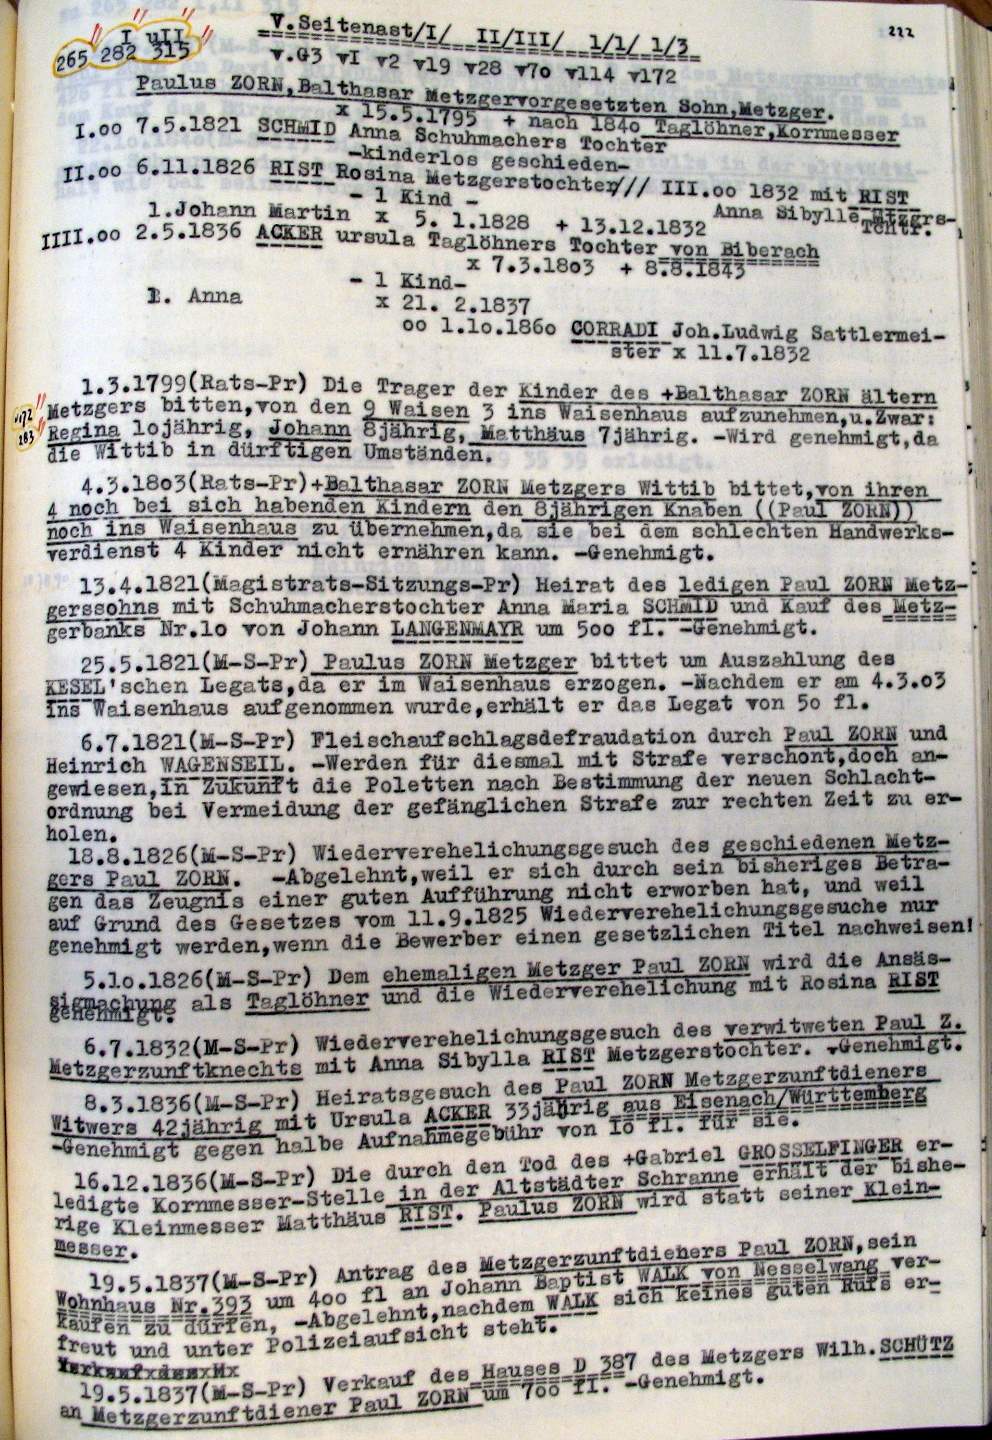 222
I uII
265 282 315
V.Seitenast/I/ II/III/ 1/1/ 1/3
v.G3 vI v2 v19 v28 v7o v114 v172
Paulus ZORN,Balthasar Metzgervorgesetzten Sohn,Metzger.
x 15.5.1795 + nach 184o Taglöhner,Kornmesser
I.oo 7.5.1821 SCHMID Anna Schuhmachers Tochter
-kinderlos geschieden-
II.oo 6.11.1826 RIST Rosina Metzgerstochter/// III.oo 1832 mit RIST
- 1 Kind - Anna Sibylle Mtzgrs-
1.Johann Martin x 5. 1.1828 + 13.12.1832 Tchtr.
IIII.oo 2.5.1836 ACKER ursula Taglöhners Tochter von Biberach
x 7.3.18o3 + 8.8.1843
- 1 Kind-
1. Anna x 21. 2.1837
oo 1.1o.186o CORRADI Joh.Ludwig Sattlermei-
ster x 11.7.1832
1.3.1799(Rats-Pr) Die Trager der Kinder des +Balthasar ZORN ältern
v172
283
Metzgers bitten,von den 9 Waisen 3 ins Waisenhaus aufzunehmen,u.Zwar:
Regina 1ojährig, Johann 8jährig, Matthäus 7jährig. -Wird genehmigt,da
die Wittib in dürftigen Umständen.
4.3.18o3(Rats-Pr)+Balthasar ZORN Metzgers Wittib bittet,von ihren
4 noch bei sich habenden Kindern den 8jährigen Knaben ((Paul ZORN))
noch ins Waisenhaus zu übernehmen,da sie bei dem schlechten Handwerks-
verdienst 4 Kinder nicht ernähren kann. -Genehmigt.
13.4.1821(Magistrats-Sitzungs-Pr) Heirat des ledigen Paul ZORN Metz-
gerssohns mit Schuhmacherstochter Anna Maria SCHMID und Kauf des Metz-
gerbanks Nr.1o von Johann LANGENMAYR um 5oo fl. -Genehmigt.
25.5.1821(M-S-Pr) Paulus ZORN Metzger bittet um Auszahlung des
KESEL'schen Legats,da er im Waisenhaus erzogen. -Nachdem er am 4.3.o3
ins Waisenhaus aufgenommen wurde,erhält er das Legat von 5o fl.
6.7.1821(M-S-Pr) Fleischaufschlagsdefraudation durch Paul ZORN und
Heinrich WAGENSEIL. -Werden für diesmal mit Strafe verschont,doch an-
gewiesen,in Zukunft die Poletten nach Bestimmung der neuen Schlacht-
ordnung bei Vermeidung der gefänglichen Strafe zur rechten Zeit zu er-
holen.
18.8.1826(M-S-Pr) Wiederverehelichungsgesuch des geschiedenen Metz-
gers Paul ZORN. -Abgelehnt,weil er sich durch sein bisheriges Betra-
gen das Zeugnis einer guten Aufführung nicht erworben hat, und weil
auf Grund des Gesetzes vom 11.9.1825 Wiederverehelichungsgesuche nur
genehmigt werden,wenn die Bewerber einen gesetzlichen Titel nachweisen!
5.1o.1826(M-S-Pr) Dem ehemaligen Metzger Paul ZORN wird die Ansäs-
sigmachung als Taglöhner und die Wiederverehelichung mit Rosina RIST
genehmigt.
6.7.1832(M-S-Pr) Wiederverehelichungsgesuch des verwitweten Paul Z.
Metzgerzunftknechts mit Anna Sibylla RIST Metzgerstochter. -Genehmigt.
8.3.1836(M-S-Pr) Heiratsgesuch des Paul ZORN Metzgerzunftdieners
Witwers 42jährig mit Ursula ACKER 33jährig aus Eisenach/Württemberg
-Genehmigt gegen halbe Aufnahmegebühr von 1o fl. für sie.
16.12.1836(M-S-Pr) Die durch den Tod des +Gabriel GROSSELFINGER er-
ledigte Kornmesser-Stelle in der Altstädter Schranne erhält der bishe-
rige Kleinmesser Matthäus RIST. Paulus ZORN wird statt seiner Klein-
messer.
19.5.1837(M-S-Pr) Antrag des Metzgerzunftdieners Paul ZORN,sein
Wohnhaus Nr.393 um 4oo fl an Johann Baptist WALK von Nesselwang ver-
kaufen zu dürfen, -Abgelehnt,nachdem WALK sich keines guten Rufs er-
freut und unter Polizeiaufsicht steht.
19.5.1837(M-S-Pr) Verkauf des Hauses D 387 des Metzgers Wilh.SCHÜTZ
an Metzgerzunftdiener Paul ZORN um 7oo fl. -Genehmigt.